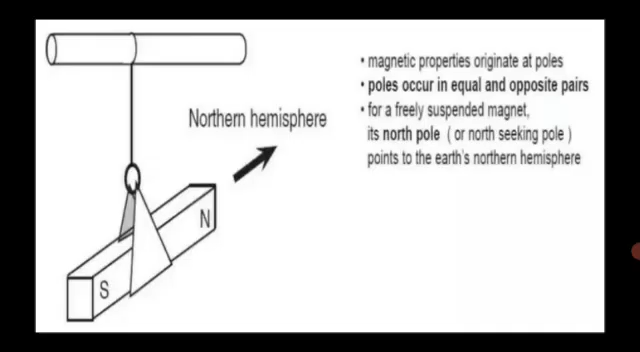 • magnetic properties originate at poles
• poles occur in equal and opposite pairs
• for a freely suspended magnet,
its north pole ( or north seeking pole )
points to the earth's northern hemisphere
Northern hemisphere
N
S